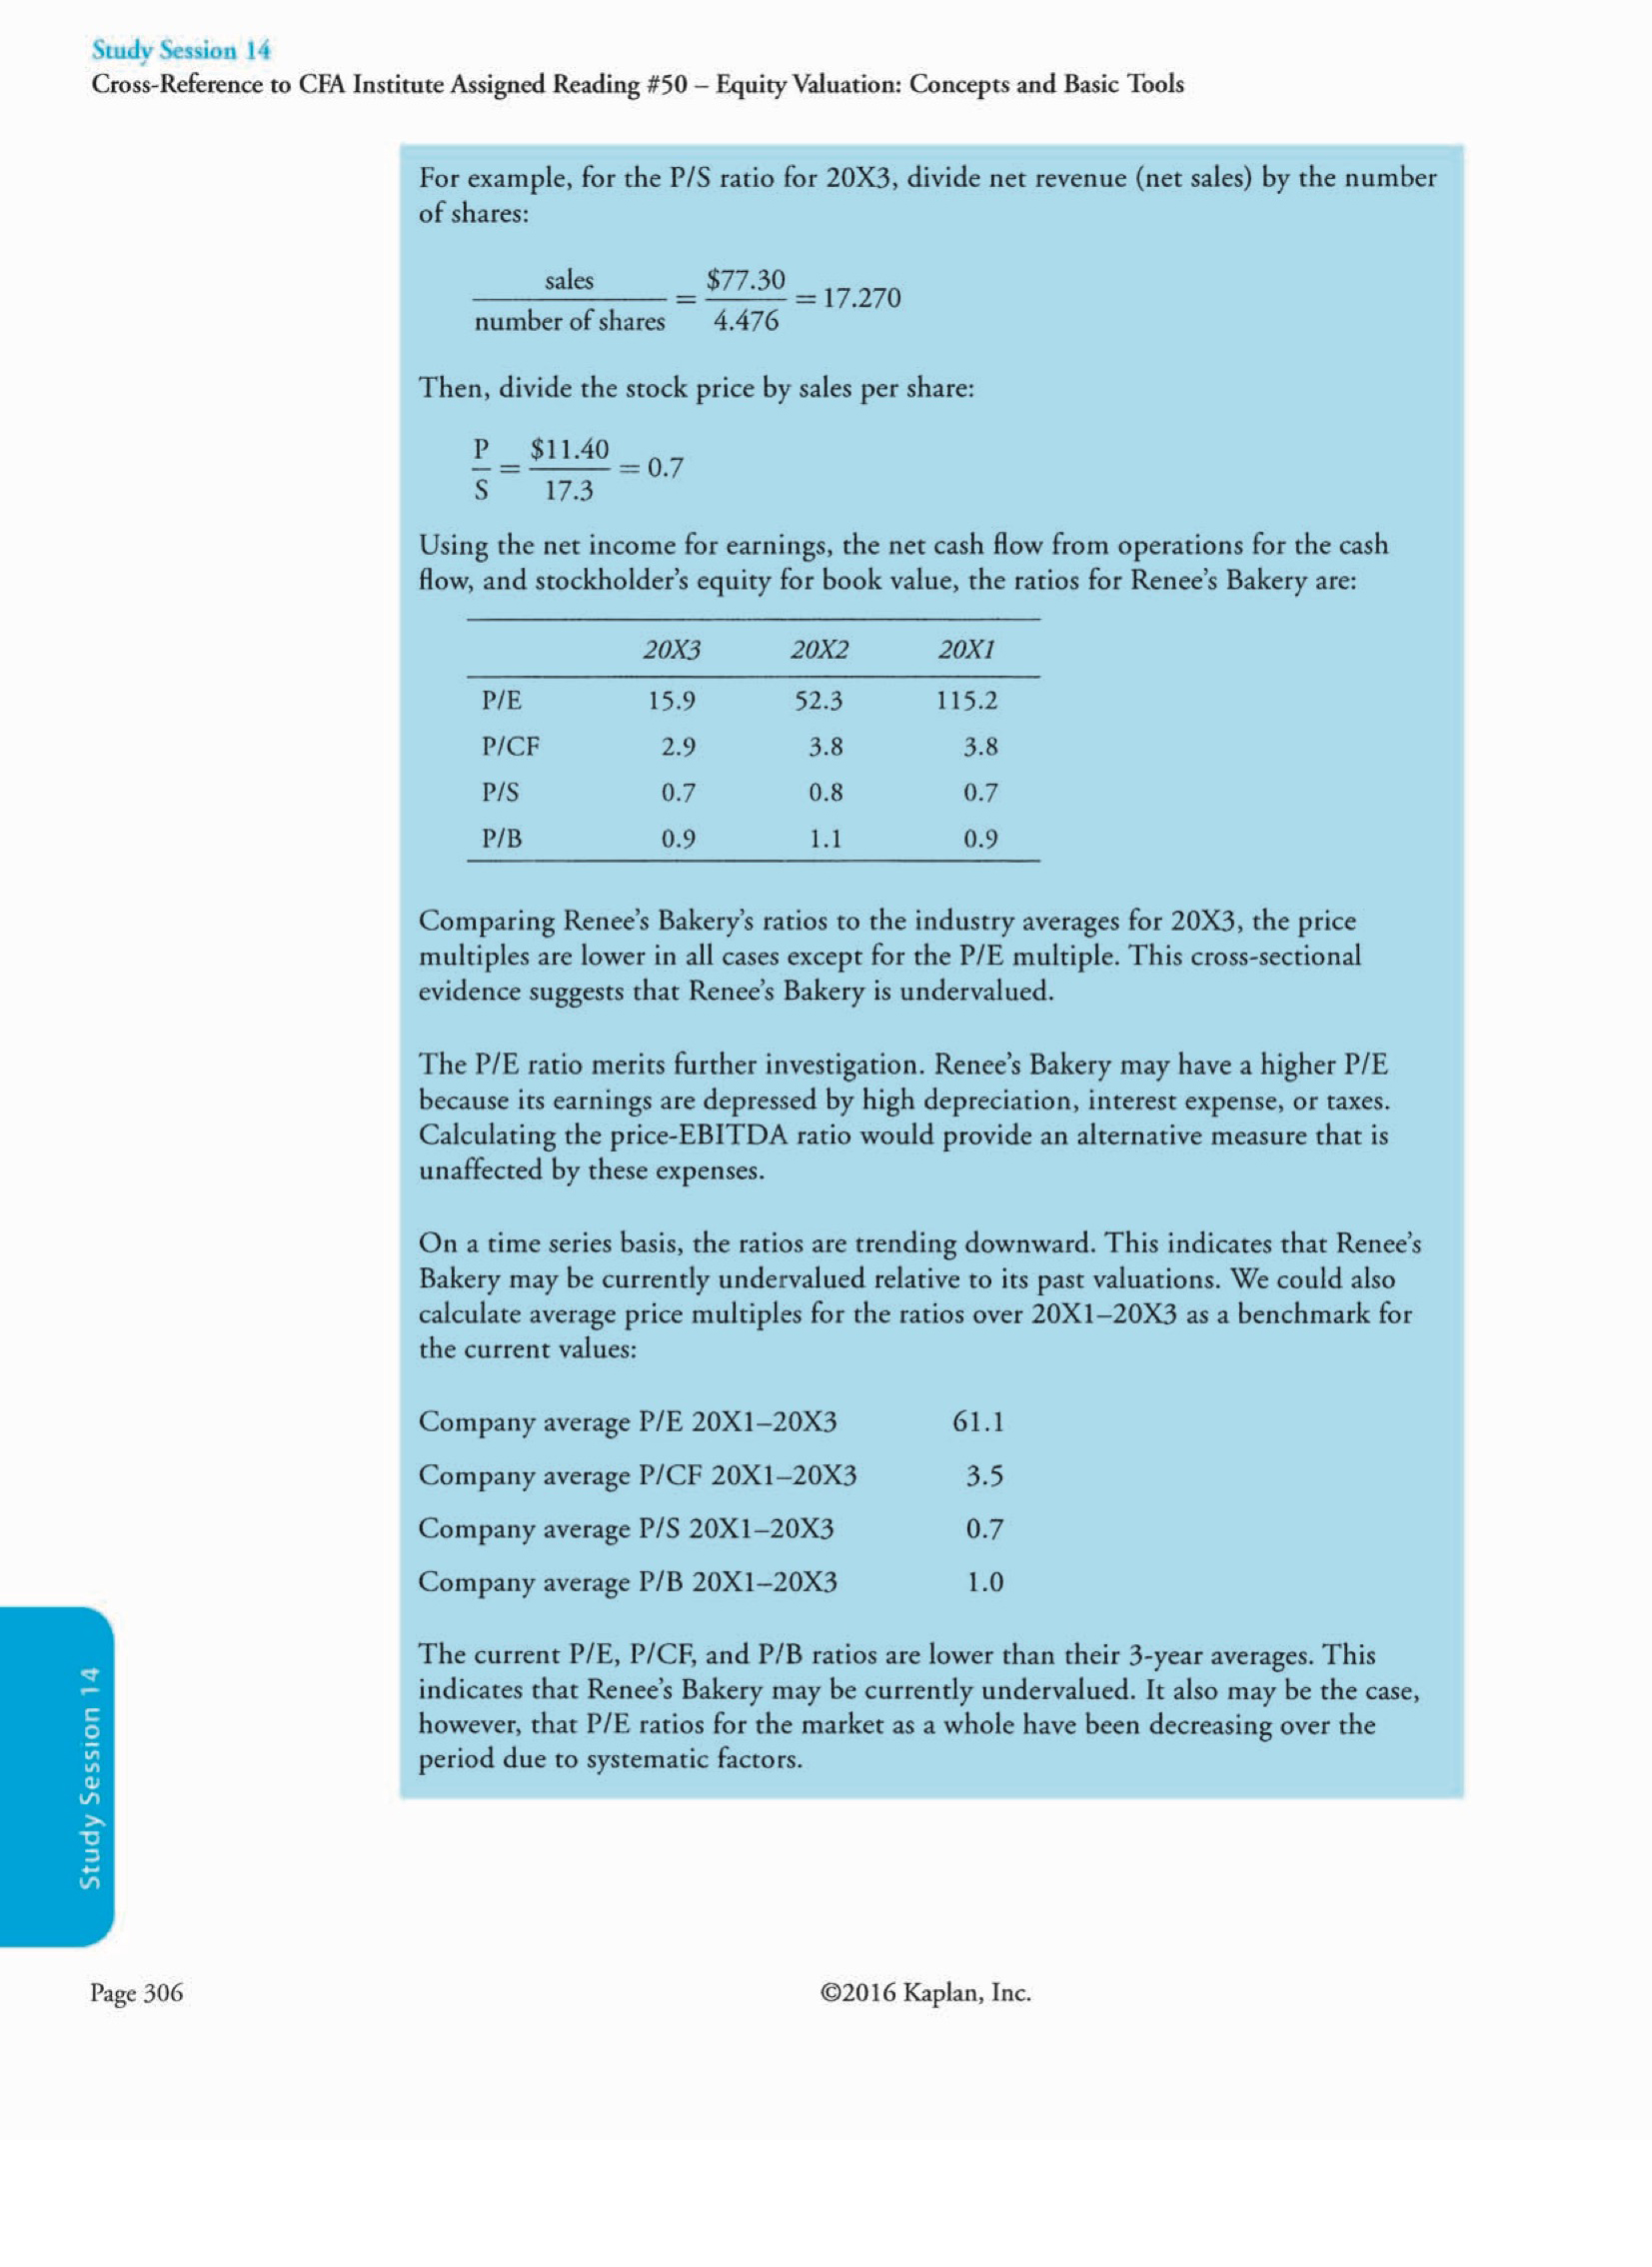 Study Session 14
Cross-Reference to CFA Institute Assigned Reading #50 – Equity Valuation: Concepts and Basic Tools
For example, for the P/S ratio for 20X3, divide net revenue (net sales) by the number
of shares:
sales / number of shares = $77.30 / 4.476 = 17.270
Then, divide the stock price by sales per share:
P / S = $11.40 / 17.3 = 0.7
Using the net income for earnings, the net cash flow from operations for the cash
flow, and stockholder's equity for book value, the ratios for Renee's Bakery are:
20X3 20X2 20X1
P/E 15.9 52.3 115.2
P/CF 2.9 3.8 3.8
P/S 0.7 0.8 0.7
P/B 0.9 1.1 0.9
Comparing Renee's Bakery's ratios to the industry averages for 20X3, the price
multiples are lower in all cases except for the P/E multiple. This cross-sectional
evidence suggests that Renee's Bakery is undervalued.
The P/E ratio merits further investigation. Renee's Bakery may have a higher P/E
because its earnings are depressed by high depreciation, interest expense, or taxes.
Calculating the price-EBITDA ratio would provide an alternative measure that is
unaffected by these expenses.
On a time series basis, the ratios are trending downward. This indicates that Renee's
Bakery may be currently undervalued relative to its past valuations. We could also
calculate average price multiples for the ratios over 20X1–20X3 as a benchmark for
the current values:
Company average P/E 20X1–20X3 61.1
Company average P/CF 20X1–20X3 3.5
Company average P/S 20X1–20X3 0.7
Company average P/B 20X1–20X3 1.0
The current P/E, P/CF, and P/B ratios are lower than their 3-year averages. This
indicates that Renee's Bakery may be currently undervalued. It also may be the case,
however, that P/E ratios for the market as a whole have been decreasing over the
period due to systematic factors.
Study Session 14
Page 306 ©2016 Kaplan, Inc.